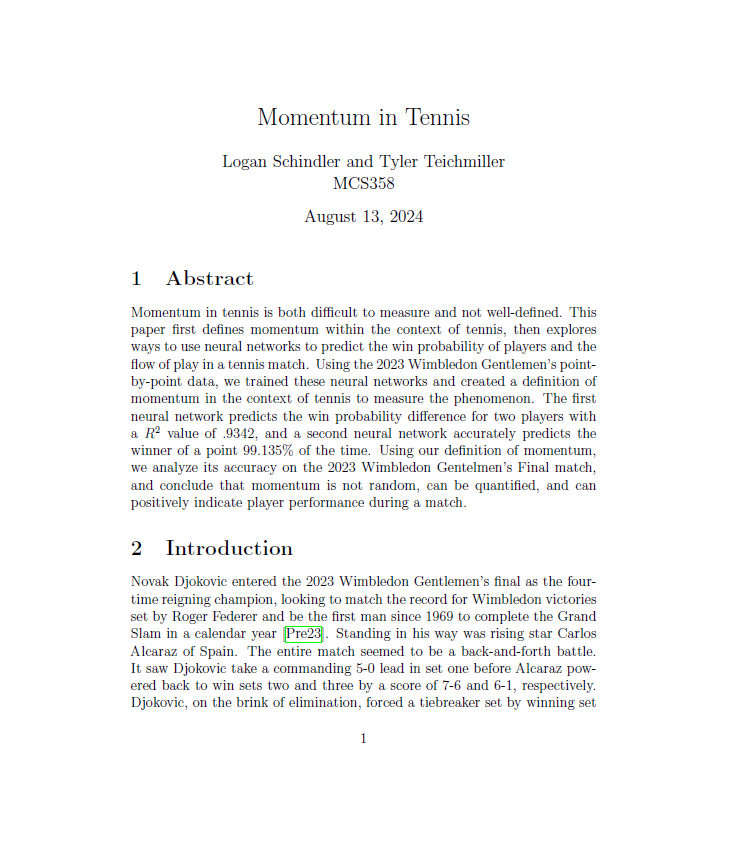 Momentum in Tennis
Logan Schindler and Tyler Teichmiller
MCS358
August 13, 2024
1 Abstract
Momentum in tennis is both difficult to measure and not well-defined. This
paper first defines momentum within the context of tennis, then explores
ways to use neural networks to predict the win probability of players and the
flow of play in a tennis match. Using the 2023 Wimbledon Gentlemen's point-
by-point data, we trained these neural networks and created a definition of
momentum in the context of tennis to measure the phenomenon. The first
neural network predicts the win probability difference for two players with
a R² value of .9342, and a second neural network accurately predicts the
winner of a point 99.135% of the time. Using our definition of momentum,
we analyze its accuracy on the 2023 Wimbledon Gentelmen's Final match,
and conclude that momentum is not random, can be quantified, and can
positively indicate player performance during a match.
2 Introduction
Novak Djokovic entered the 2023 Wimbledon Gentlemen's final as the four-
time reigning champion, looking to match the record for Wimbledon victories
set by Roger Federer and be the first man since 1969 to complete the Grand
Slam in a calendar year [Pre23]. Standing in his way was rising star Carlos
Alcaraz of Spain. The entire match seemed to be a back-and-forth battle.
It saw Djokovic take a commanding 5-0 lead in set one before Alcaraz pow-
ered back to win sets two and three by a score of 7-6 and 6-1, respectively.
Djokovic, on the brink of elimination, forced a tiebreaker set by winning set
1